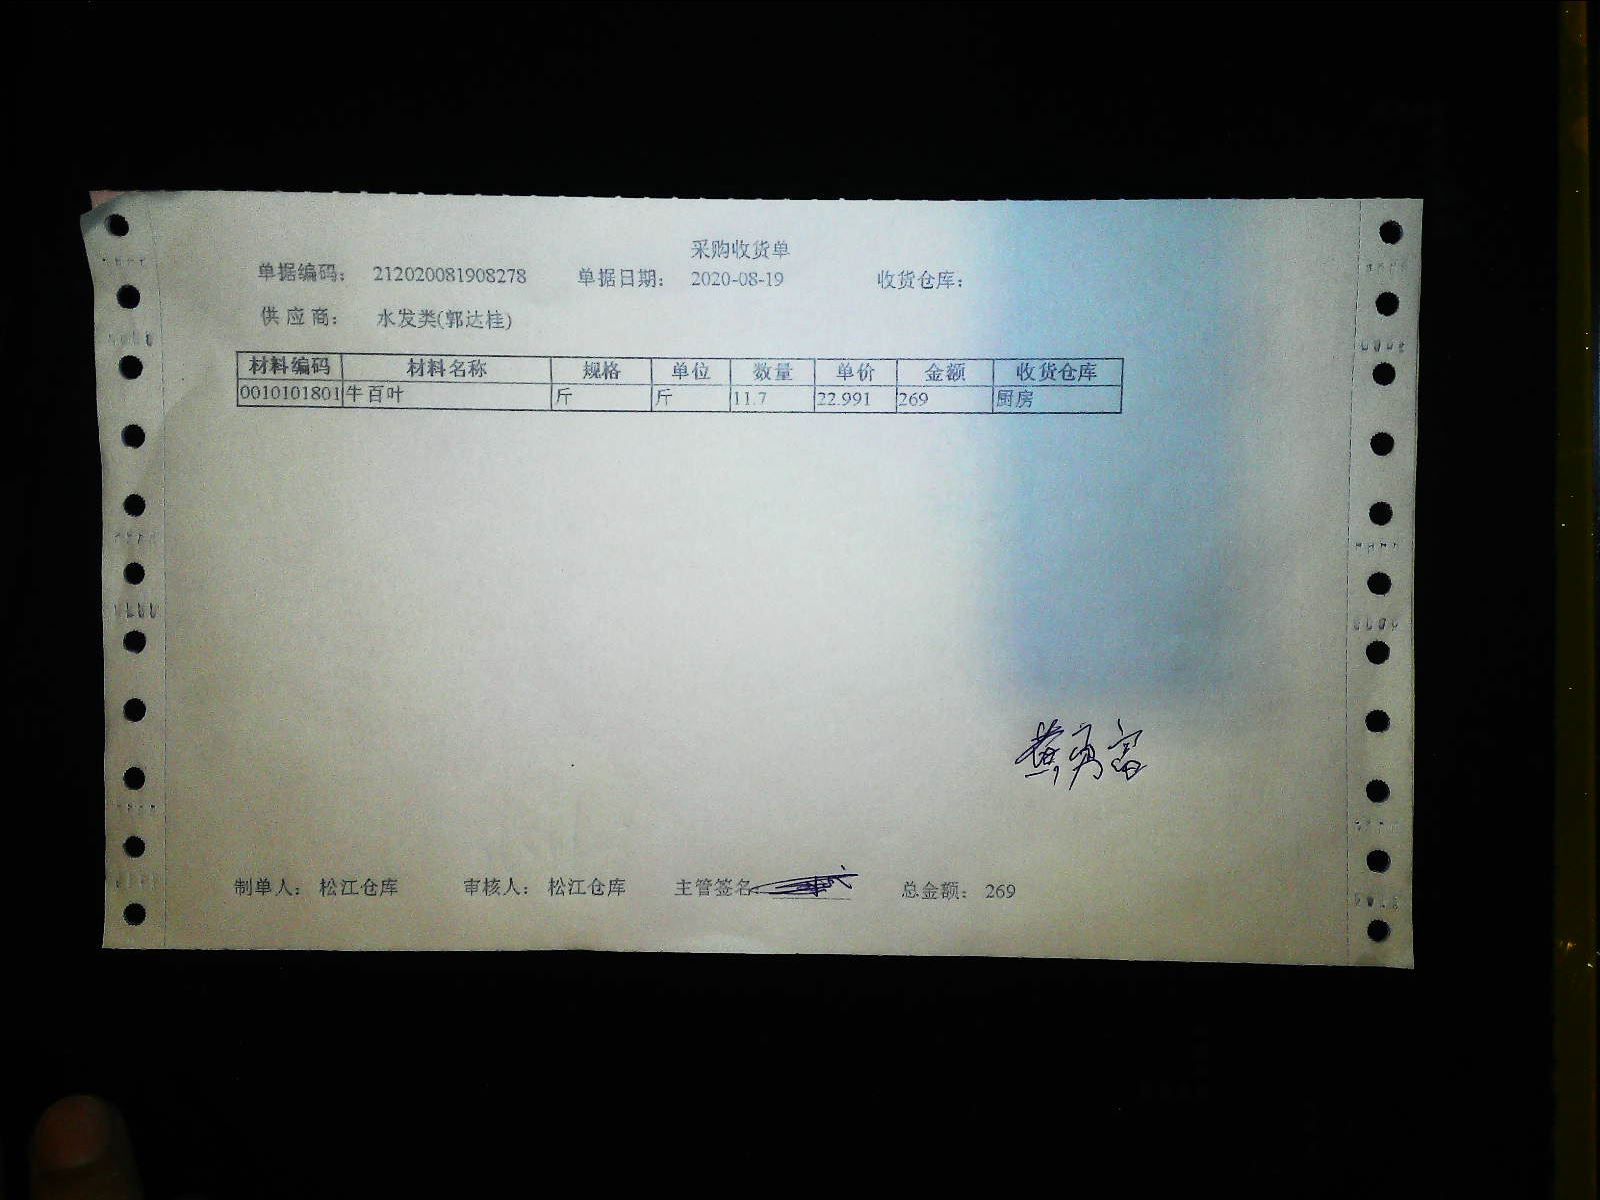 采购收货单
单据编码： 212020081908278 单据日期： 2020-08-19 收货仓库：
供应商： 水发类(郭达桂)
材料编码 材料名称 规格 单位 数量 单价 金额 收货仓库
0010101801 牛百叶 斤 斤 11.7 22.991 269 厨房
制单人： 松江仓库 审核人： 松江仓库 主管签名： 总金额： 269